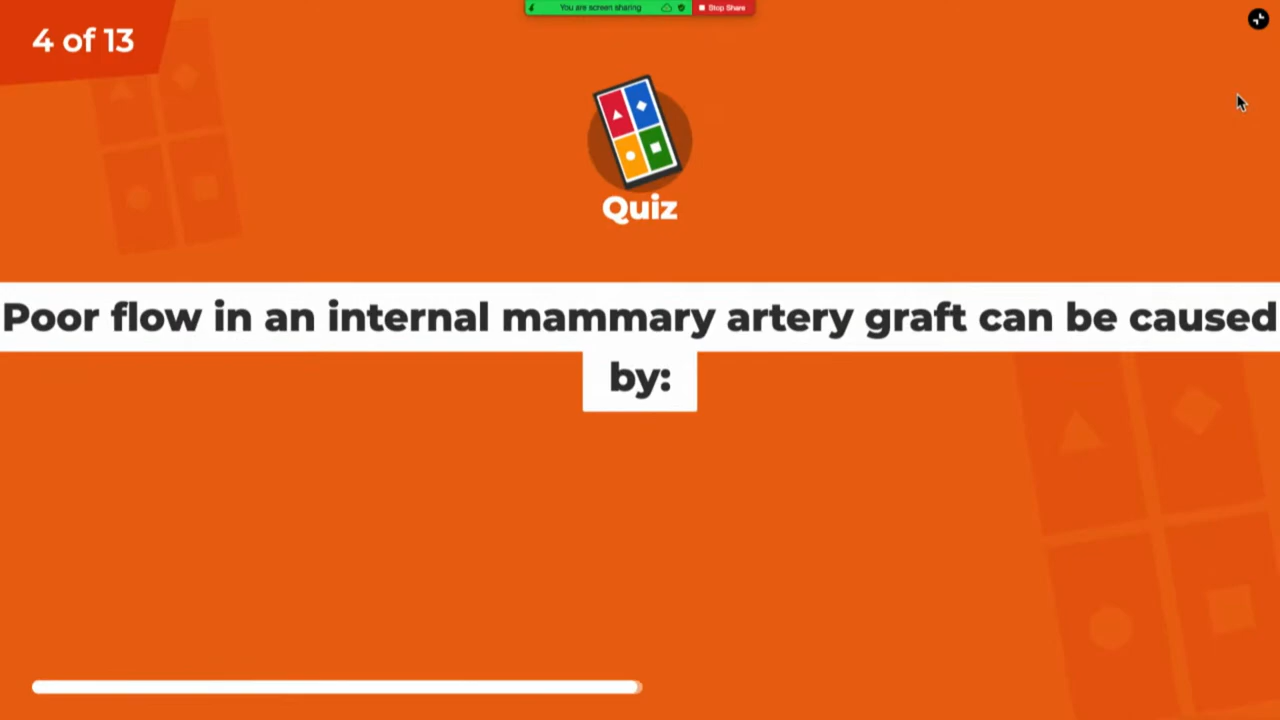 You are screen sharing
Stop Share
4 of 13
Quiz
Poor flow in an internal mammary artery graft can be caused
by: